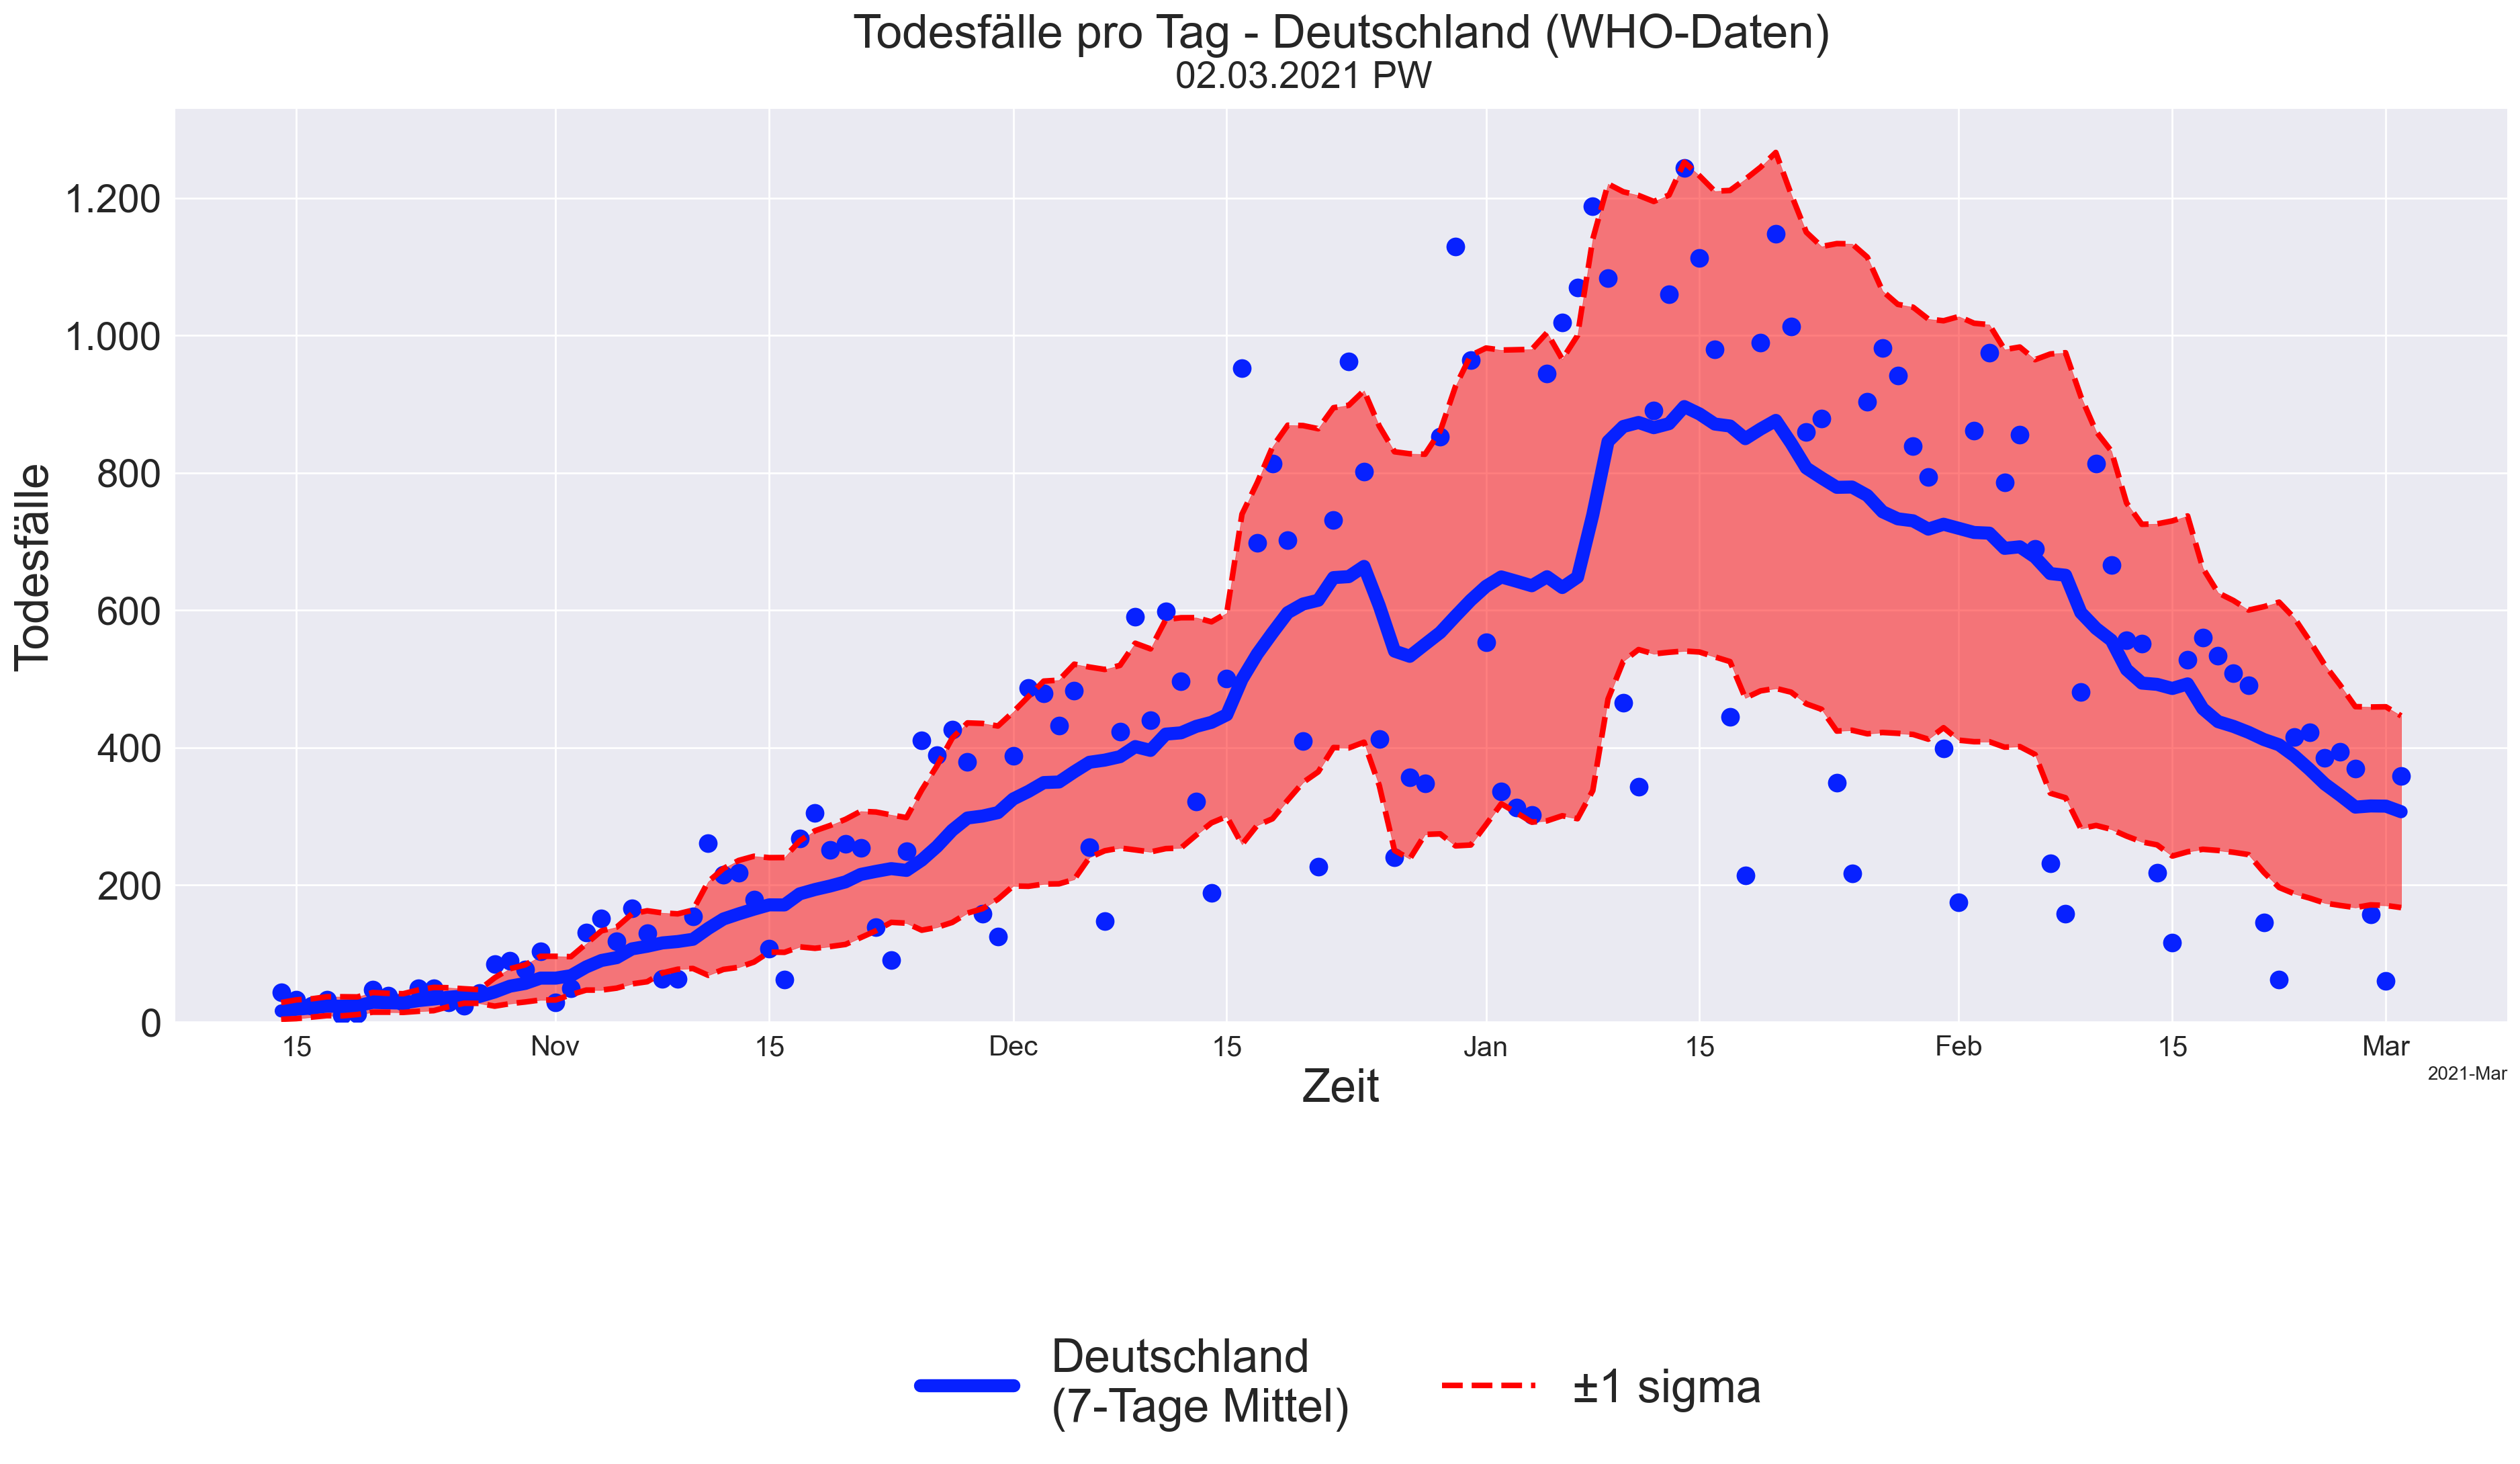 Todesfälle pro Tag - Deutschland (WHO-Daten)
02.03.2021 PW
Todesfälle
1.200
1.000
800
600
400
200
0
15 Nov 15 Dec 15 Jan 15 Feb 15 Mar
2021-Mar
Zeit
Deutschland
(7-Tage Mittel)
±1 sigma